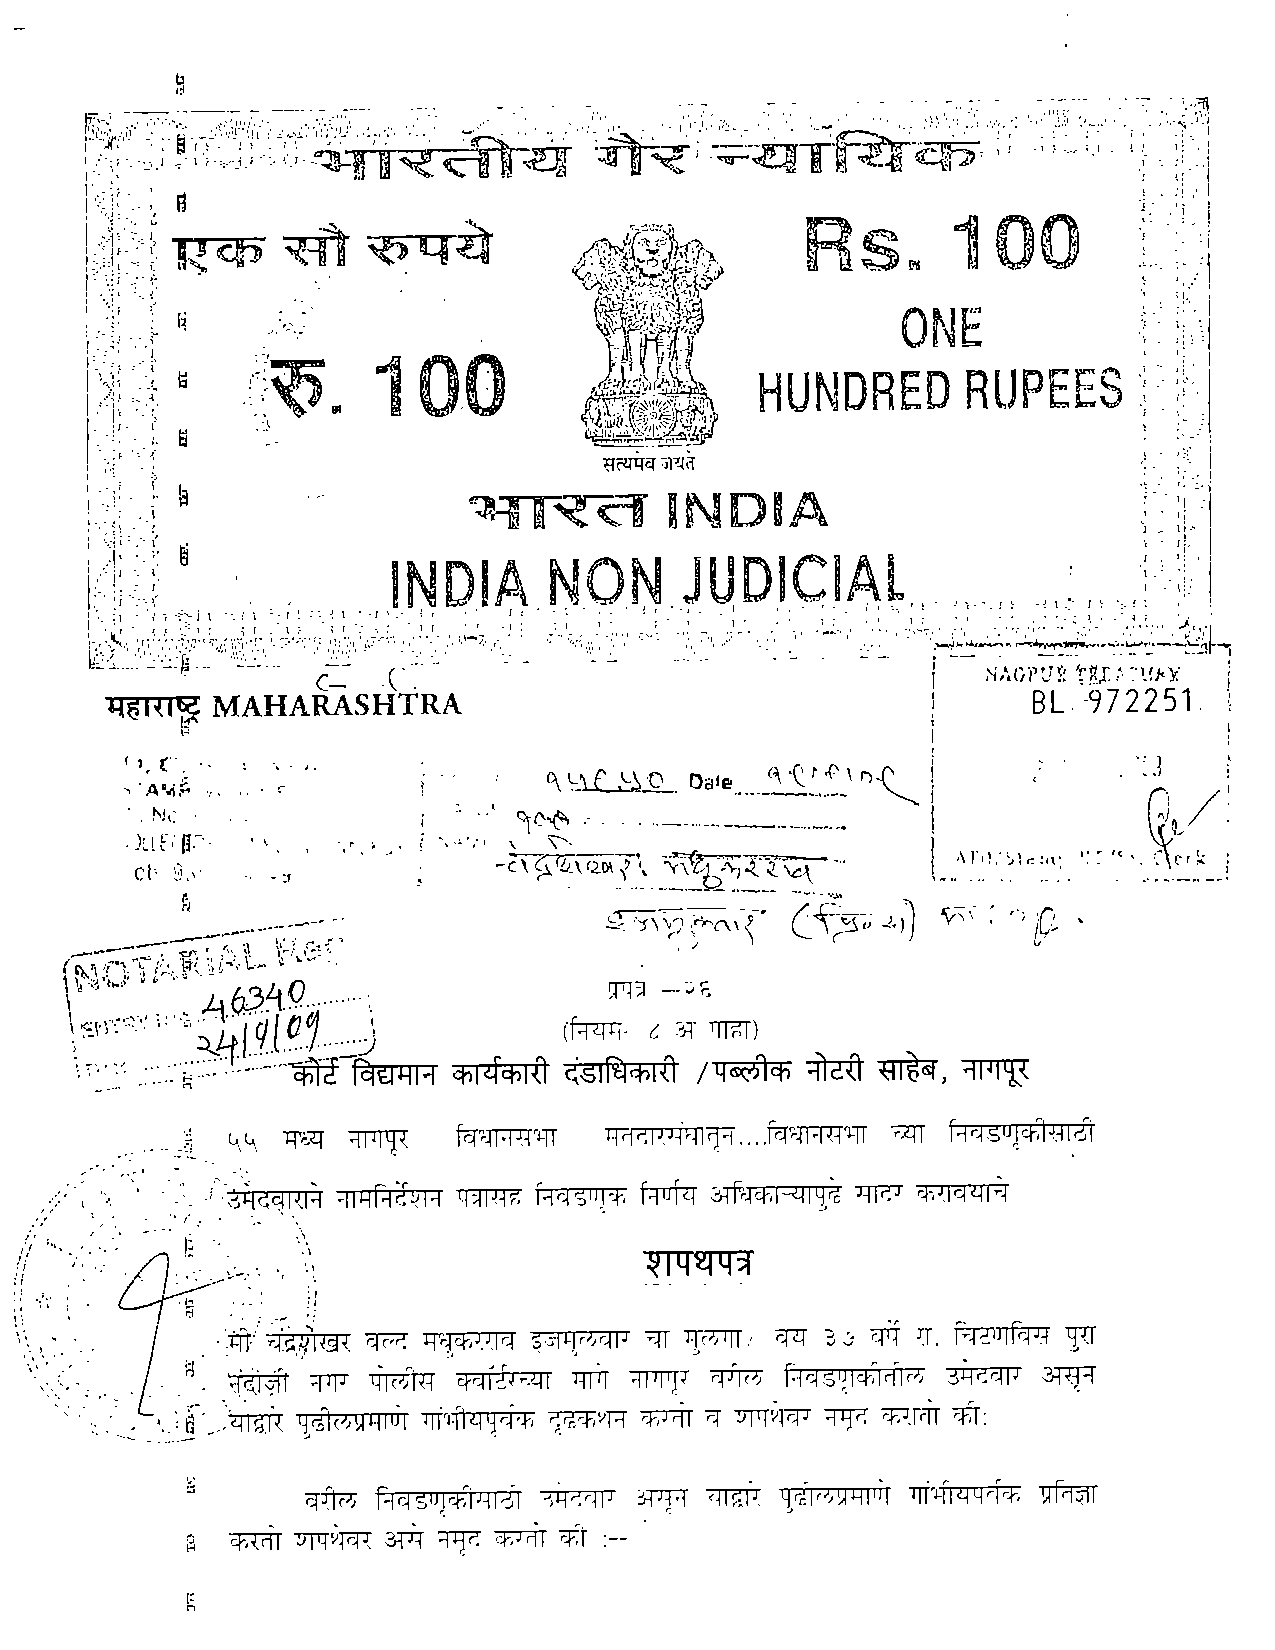 भारतीय गैर न्यायिक
एक सौ रुपये
Rs. 100
रु. 100
ONE
HUNDRED RUPEES
सत्यमेव जयते
भारत INDIA
INDIA NON JUDICIAL
महाराष्ट्र MAHARASHTRA
NAGPUR TREASURY
BL 972251
Date
NOTARIAL
46340
24/9/09
प्रपत्र —२६
(नियम- ८ अ पाहा)
कोर्ट विद्यमान कार्यकारी दंडाधिकारी /पब्लीक नोटरी साहेब, नागपूर
५५ मध्य नागपूर विधानसभा मतदारसंघातून....विधानसभा च्या निवडणूकीसाठी
उमेदवाराने नामनिर्देशन पत्रासह निवडणूक निर्णय अधिकाऱ्यापुढे सादर करावयाचे
शपथपत्र
मी चंद्रशेखर वल्द मधुकरराव इजमुलवार चा मुलगा, वय ३७ वर्षे रा. चिटणविस पुरा
नंदाजी नगर पोलीस क्वॉर्टरच्या मागे नागपूर वरील निवडणूकीतील उमेदवार असून
याद्वारे पुढीलप्रमाणे गांभीयपुर्वक दृढकथन करतो व शपथेवर नमूद करातो की:
वरील निवडणूकीसाठी उमेदवार असून याद्वारे पुढीलप्रमाणे गांभीयपर्वक प्रतिज्ञा
करतो शपथेवर असे नमूद करतो की :--